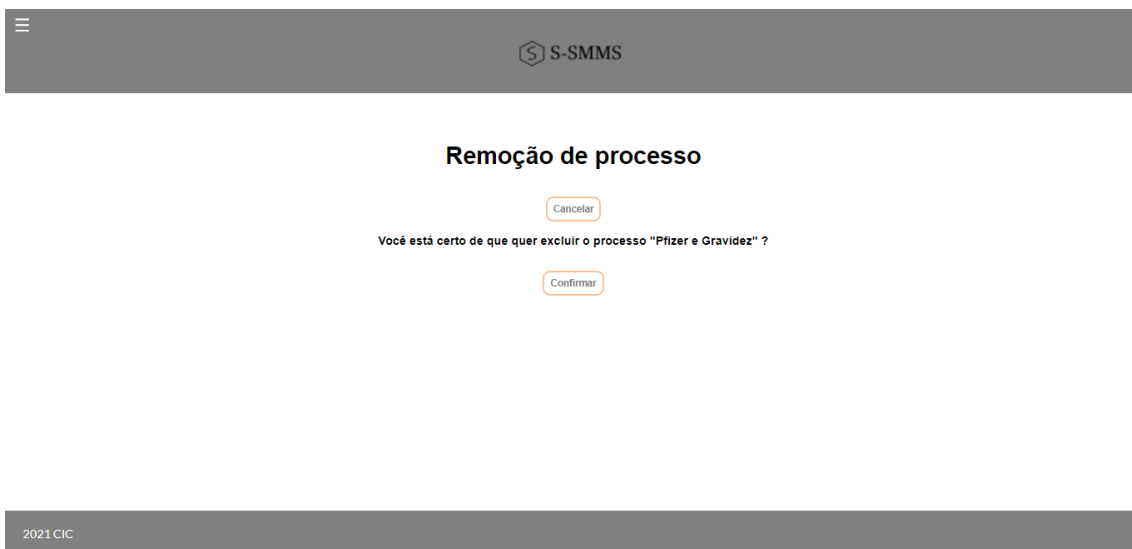 S-SMMS
Remoção de processo
Cancelar
Você está certo de que quer excluir o processo "Pfizer e Gravidez" ?
Confirmar
2021 CIC